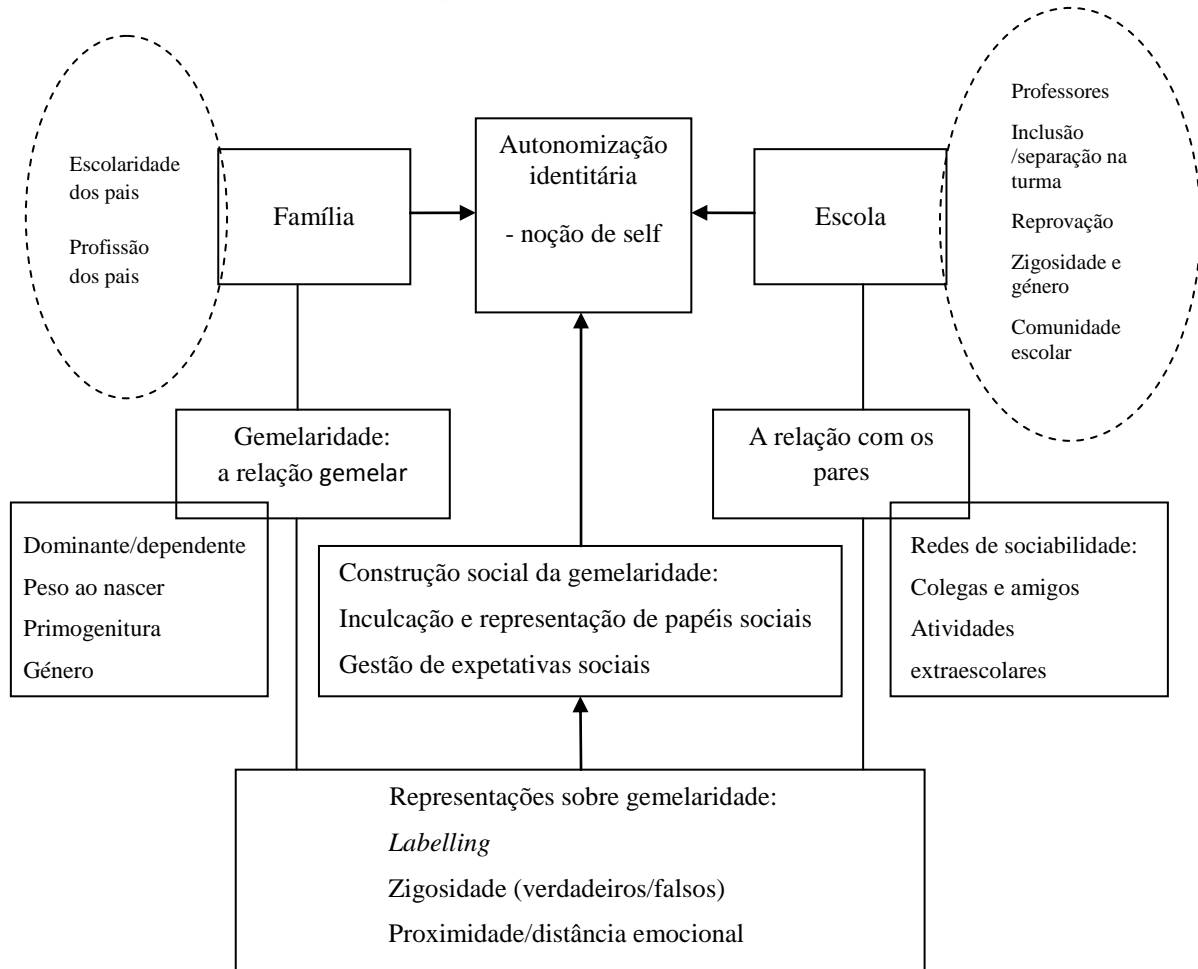 Escolaridade
dos pais
Profissão
dos pais
Família
Autonomização
identitária
- noção de self
Escola
Professores
Inclusão
/separação na
turma
Reprovação
Zigosidade e
género
Comunidade
escolar
Gemelaridade:
a relação gemelar
A relação com os
pares
Dominante/dependente
Peso ao nascer
Primogenitura
Género
Construção social da gemelaridade:
Inculcação e representação de papéis sociais
Gestão de expetativas sociais
Redes de sociabilidade:
Colegas e amigos
Atividades
extraescolares
Representações sobre gemelaridade:
Labelling
Zigosidade (verdadeiros/falsos)
Proximidade/distância emocional